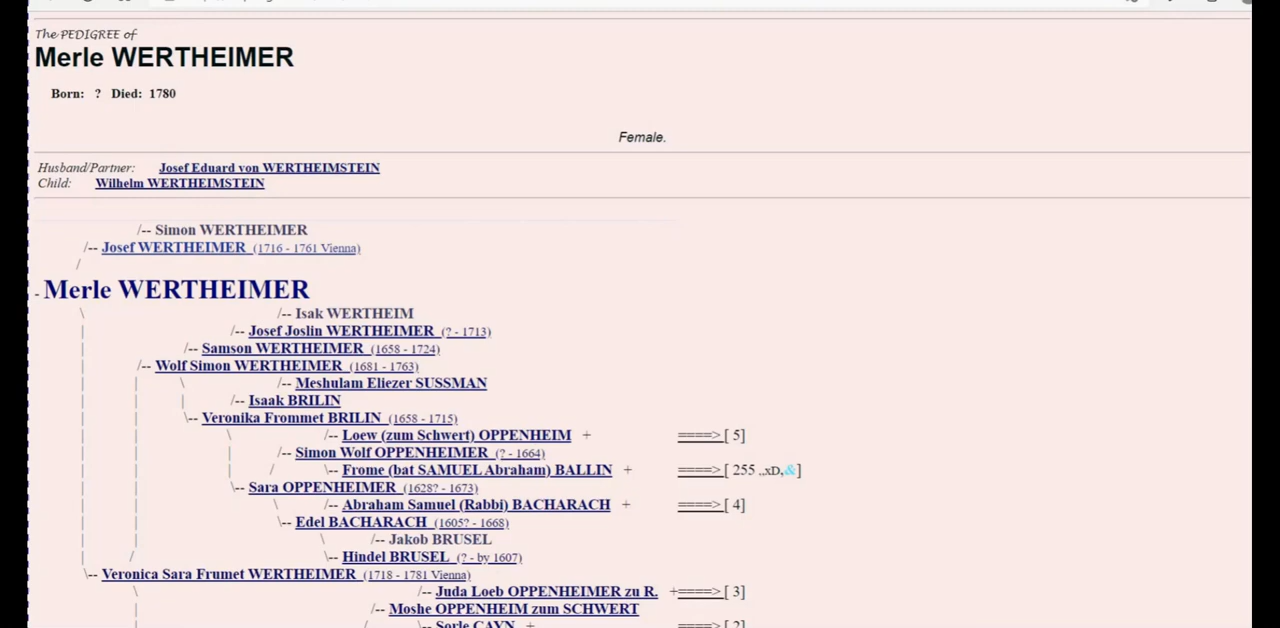 The PEDIGREE of
Merle WERTHEIMER
Born: ? Died: 1780
Female.
Husband/Partner: Josef Eduard von WERTHEIMSTEIN
Child: Wilhelm WERTHEIMSTEIN
/-- Simon WERTHEIMER
/-- Josef WERTHEIMER (1716 - 1761 Vienna)
/
- Merle WERTHEIMER
\ /-- Isak WERTHEIM
| /-- Josef Joslin WERTHEIMER (? - 1713)
| /-- Samson WERTHEIMER (1658 - 1724)
| /-- Wolf Simon WERTHEIMER (1681 - 1763)
| | \ /-- Meshulam Eliezer SUSSMAN
| | | /-- Isaak BRILIN
| | \-- Veronika Frommet BRILIN (1658 - 1715)
| | \ /-- Loew (zum Schwert) OPPENHEIM + ====>[ 5]
| | | /-- Simon Wolf OPPENHEIMER (? - 1664)
| | | / \-- Frome (bat SAMUEL Abraham) BALLIN + ====>[ 255 ,,xD,&]
| | \-- Sara OPPENHEIMER (1628? - 1673)
| | \ /-- Abraham Samuel (Rabbi) BACHARACH + ====>[ 4]
| | \-- Edel BACHARACH (1605? - 1668)
| | \ /-- Jakob BRUSEL
| / \-- Hindel BRUSEL (? - by 1607)
\-- Veronica Sara Frumet WERTHEIMER (1718 - 1781 Vienna)
\ /-- Juda Loeb OPPENHEIMER zu R. +====>[ 3]
| /-- Moshe OPPENHEIM zum SCHWERT
| / \-- Sorle CAYN + ====>[ 2]